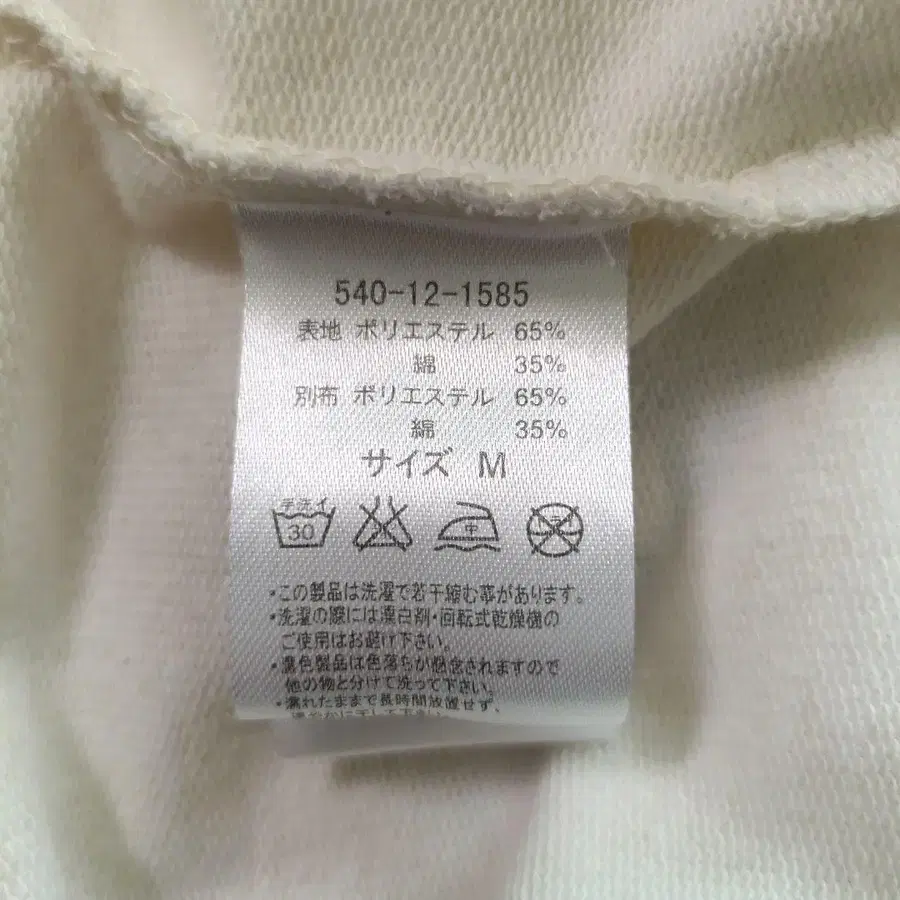 540-12-1585
表地 ポリエステル 65%
綿 35%
別布 ポリエステル 65%
綿 35%
サイズ M
手洗イ
30
中
・この製品は洗濯で若干縮む事があります。
・洗濯の際には漂白剤・回転式乾燥機の
ご使用はお避け下さい。
・濃色製品は色落ちが懸念されますので
他の物と分けて洗って下さい。
・濡れたままで長時間放置せず、